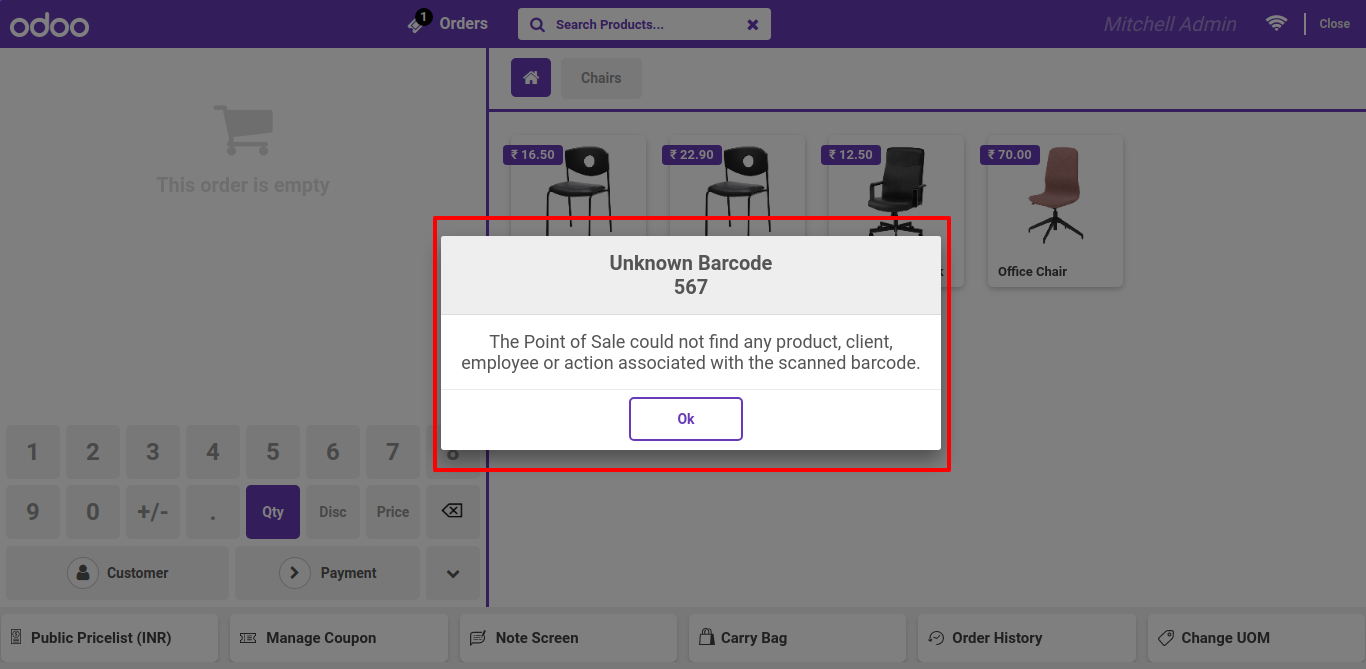 odoo
1
Orders
Search Products...
Mitchell Admin
Close
Chairs
This order is empty
₹ 16.50
₹ 22.90
₹ 12.50
₹ 70.00
Office Chair
Unknown Barcode
567
The Point of Sale could not find any product, client,
employee or action associated with the scanned barcode.
Ok
1 2 3 4 5 6 7 8
9 0 +/- . Qty Disc Price
Customer
Payment
Public Pricelist (INR)
Manage Coupon
Note Screen
Carry Bag
Order History
Change UOM